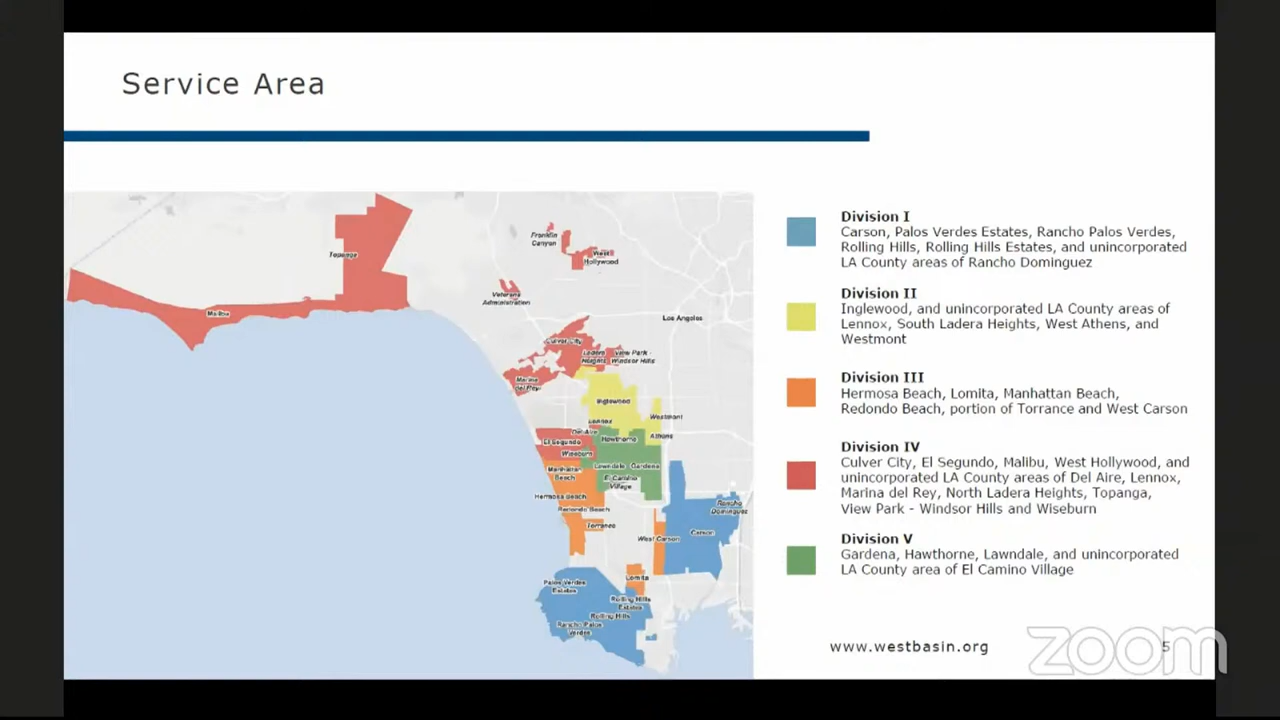 Service Area
Franklin
Canyon
West
Hollywood
Topanga
Veterans
Administration
Malibu
Los Angeles
Culver City
Ladera
Heights
View Park -
Windsor Hills
Marina
del Rey
Inglewood
Westmont
Lennox
Del Aire
Athens
El Segundo
Hawthorne
Wiseburn
Lawndale
Gardena
Manhattan
Beach
El Camino
Village
Hermosa Beach
Redondo Beach
Rancho
Dominguez
Torrance
Carson
West Carson
Lomita
Palos Verdes
Estates
Rolling Hills
Estates
Rolling Hills
Rancho Palos
Verdes
Division I
Carson, Palos Verdes Estates, Rancho Palos Verdes,
Rolling Hills, Rolling Hills Estates, and unincorporated
LA County areas of Rancho Dominguez
Division II
Inglewood, and unincorporated LA County areas of
Lennox, South Ladera Heights, West Athens, and
Westmont
Division III
Hermosa Beach, Lomita, Manhattan Beach,
Redondo Beach, portion of Torrance and West Carson
Division IV
Culver City, El Segundo, Malibu, West Hollywood, and
unincorporated LA County areas of Del Aire, Lennox,
Marina del Rey, North Ladera Heights, Topanga,
View Park - Windsor Hills and Wiseburn
Division V
Gardena, Hawthorne, Lawndale, and unincorporated
LA County area of El Camino Village
www.westbasin.org
5
zoom